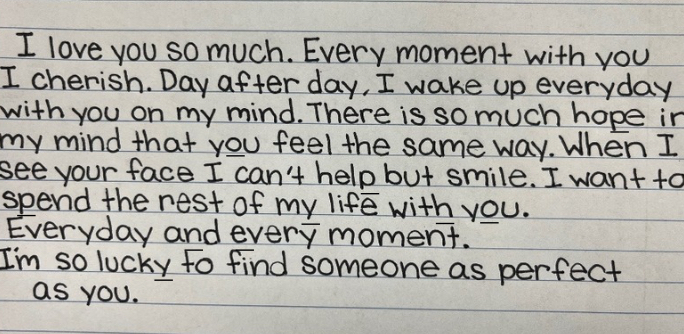 I love you so much. Every moment with you
I cherish. Day after day, I wake up everyday
with you on my mind. There is so much hope in
my mind that you feel the same way. When I
see your face I can't help but smile. I want to
spend the rest of my life with you.
Everyday and every moment.
I'm so lucky to find someone as perfect
as you.